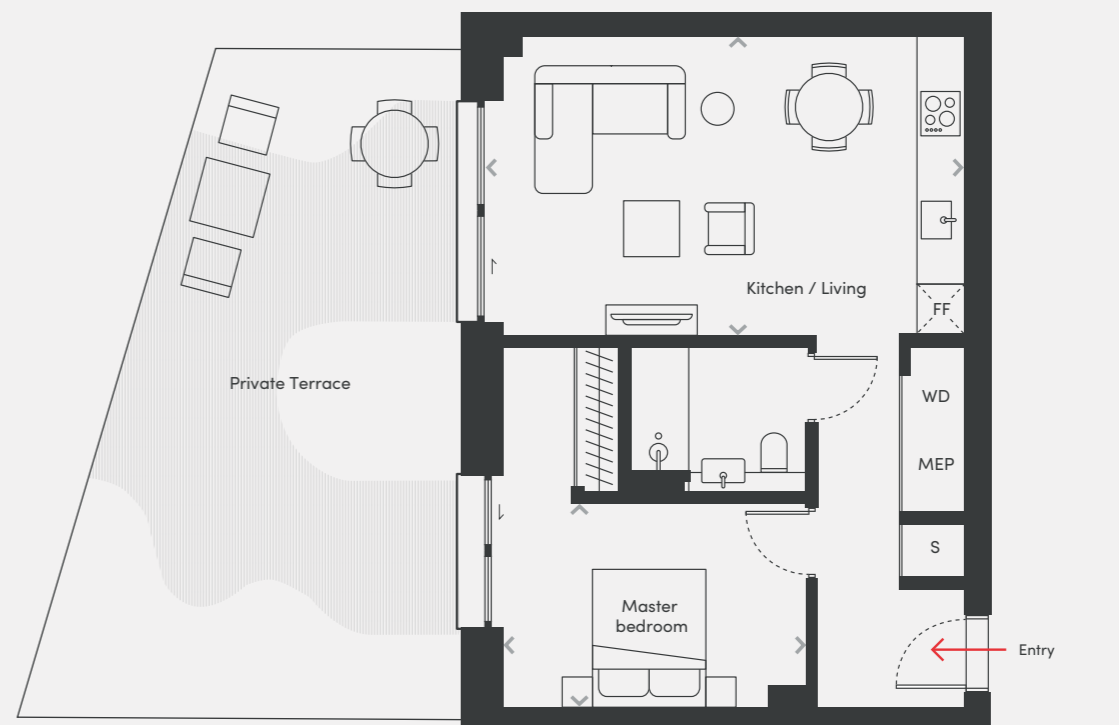 Kitchen / Living
FF
Private Terrace
WD
MEP
S
Master
bedroom
Entry